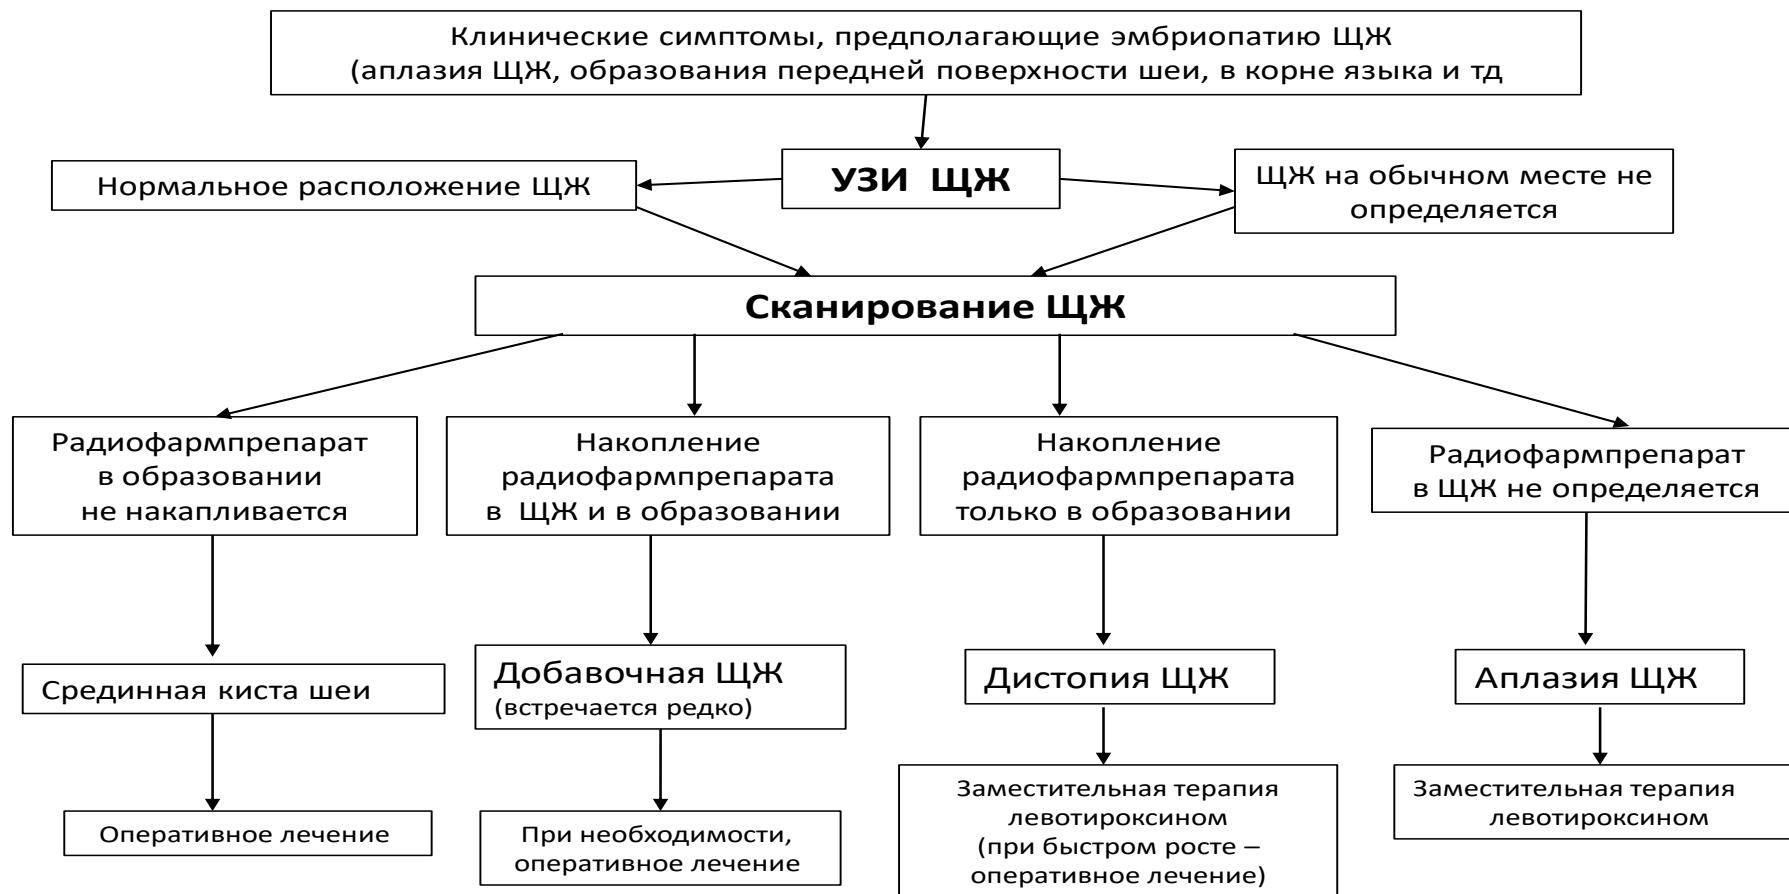 Клинические симптомы, предполагающие эмбриопатию ЩЖ
(аплазия ЩЖ, образования передней поверхности шеи, в корне языка и тд
УЗИ ЩЖ
Нормальное расположение ЩЖ
ЩЖ на обычном месте не
определяется
Сканирование ЩЖ
Радиофармпрепарат
в образовании
не накапливается
Накопление
радиофармпрепарата
в ЩЖ и в образовании
Накопление
радиофармпрепарата
только в образовании
Радиофармпрепарат
в ЩЖ не определяется
Срединная киста шеи
Добавочная ЩЖ
(встречается редко)
Дистопия ЩЖ
Аплазия ЩЖ
Оперативное лечение
При необходимости,
оперативное лечение
Заместительная терапия
левотироксином
(при быстром росте –
оперативное лечение)
Заместительная терапия
левотироксином